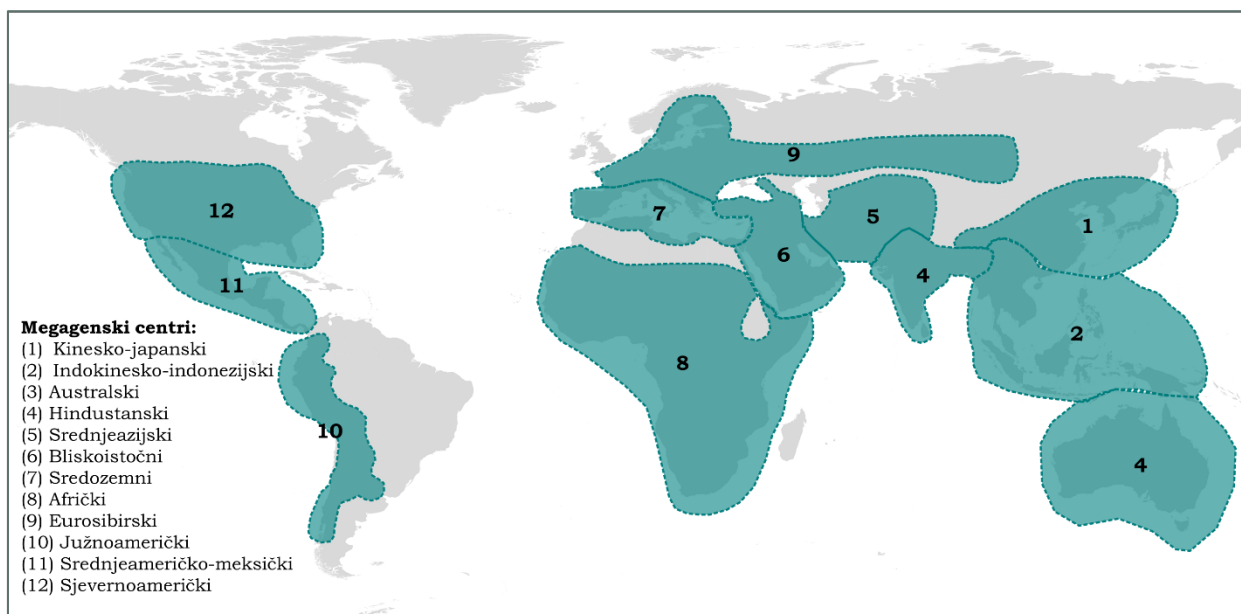 9
12
7
5
1
6
4
11
2
8
10
4
Megagenski centri:
(1) Kinesko-japanski
(2) Indokinesko-indonezijski
(3) Australski
(4) Hindustanski
(5) Srednjeazijski
(6) Bliskoistočni
(7) Sredozemni
(8) Afrički
(9) Eurosibirski
(10) Južnoamerički
(11) Srednjeameričko-meksički
(12) Sjevernoamerički